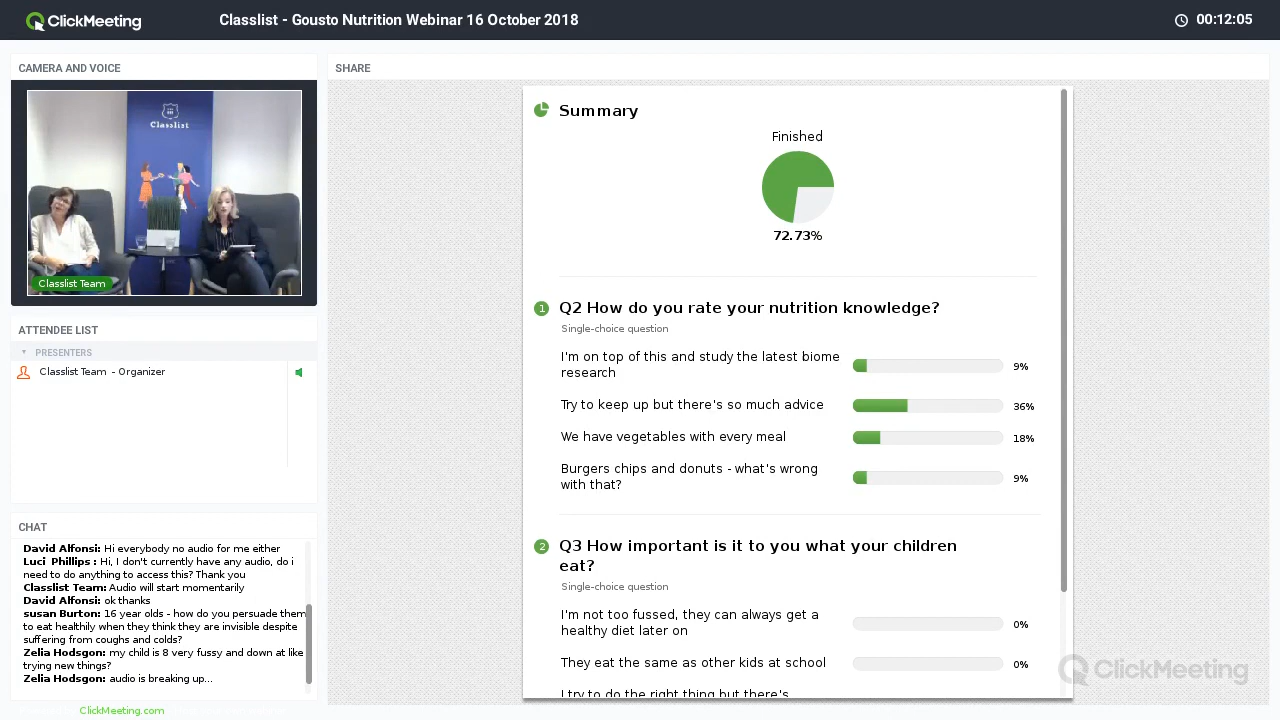 ClickMeeting
Classlist - Gousto Nutrition Webinar 16 October 2018
00:12:05
CAMERA AND VOICE
Classlist
Classlist Team
ATTENDEE LIST
PRESENTERS
Classlist Team - Organizer
CHAT
David Alfonsi: Hi everybody no audio for me either
Luci Phillips : Hi, I don't currently have any audio, do i
need to do anything to access this? Thank you
Classlist Team: Audio will start momentarily
David Alfonsi: ok thanks
susan Burton: 16 year olds - how do you persuade them
to eat healthily when they think they are invisible despite
suffering from coughs and colds?
Zelia Hodsgon: my child is 8 very fussy and down at like
trying new things?
Zelia Hodsgon: audio is breaking up...
ClickMeeting.com
SHARE
Summary
Finished
72.73%
1 Q2 How do you rate your nutrition knowledge?
Single-choice question
I'm on top of this and study the latest biome
research
9%
Try to keep up but there's so much advice
36%
We have vegetables with every meal
18%
Burgers chips and donuts - what's wrong
with that?
9%
2 Q3 How important is it to you what your children
eat?
Single-choice question
I'm not too fussed, they can always get a
healthy diet later on
0%
They eat the same as other kids at school
0%
I try to do the right thing but there's
ClickMeeting